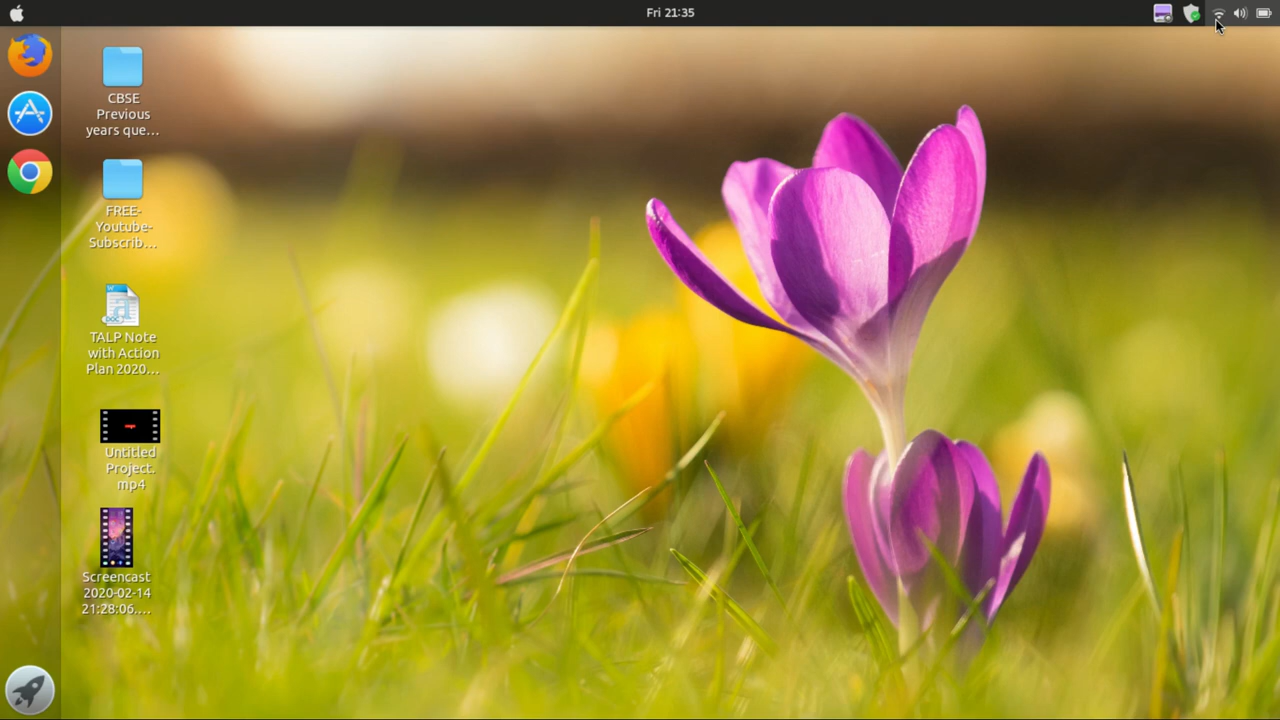 Fri 21:35
CBSE
Previous
years que...
FREE-
Youtube-
Subscrib...
TALP Note
with Action
Plan 2020...
Untitled
Project.
mp4
Screencast
2020-02-14
21:28:06....